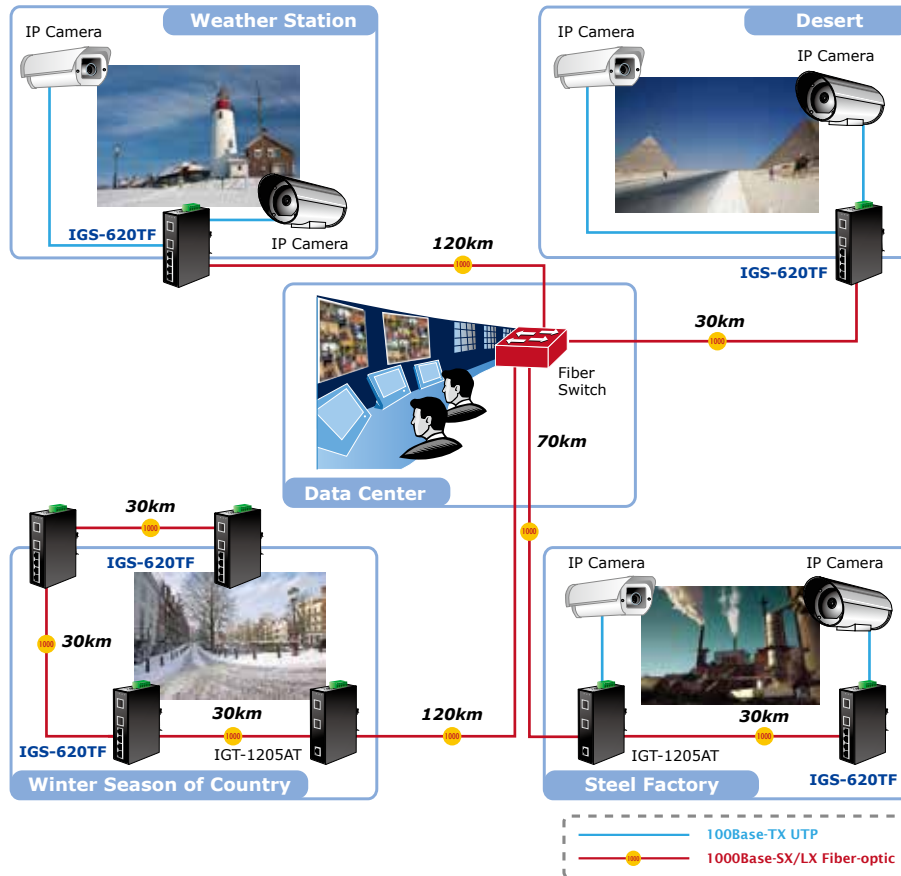 Weather Station
IP Camera
IGS-620TF
IP Camera
Desert
IP Camera
IP Camera
IGS-620TF
120km
1000
30km
1000
Fiber
Switch
70km
1000
Data Center
30km
1000
IGS-620TF
30km
1000
30km
1000
IGS-620TF
IGT-1205AT
120km
1000
Winter Season of Country
IP Camera
IP Camera
30km
1000
IGT-1205AT
IGS-620TF
Steel Factory
100Base-TX UTP
1000
1000Base-SX/LX Fiber-optic